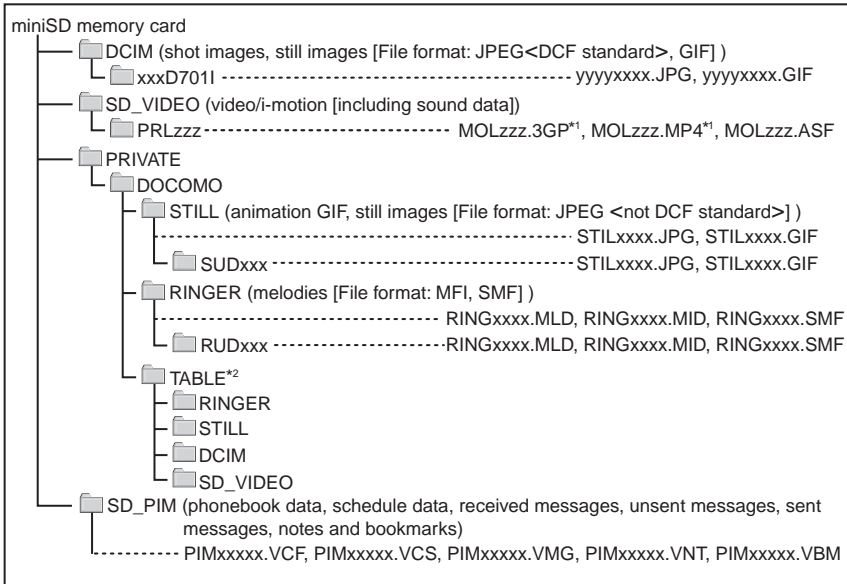 miniSD memory card
DCIM (shot images, still images [File format: JPEG<DCF standard>, GIF] )
xxxD701I yyyyxxxx.JPG, yyyyxxxx.GIF
SD_VIDEO (video/i-motion [including sound data])
PRLzzz MOLzzz.3GP*1, MOLzzz.MP4*1, MOLzzz.ASF
PRIVATE
DOCOMO
STILL (animation GIF, still images [File format: JPEG <not DCF standard>] )
STILxxxx.JPG, STILxxxx.GIF
SUDxxx STILxxxx.JPG, STILxxxx.GIF
RINGER (melodies [File format: MFI, SMF] )
RINGxxxx.MLD, RINGxxxx.MID, RINGxxxx.SMF
RUDxxx RINGxxxx.MLD, RINGxxxx.MID, RINGxxxx.SMF
TABLE*2
RINGER
STILL
DCIM
SD_VIDEO
SD_PIM (phonebook data, schedule data, received messages, unsent messages, sent
messages, notes and bookmarks)
PIMxxxxx.VCF, PIMxxxxx.VCS, PIMxxxxx.VMG, PIMxxxxx.VNT, PIMxxxxx.VBM